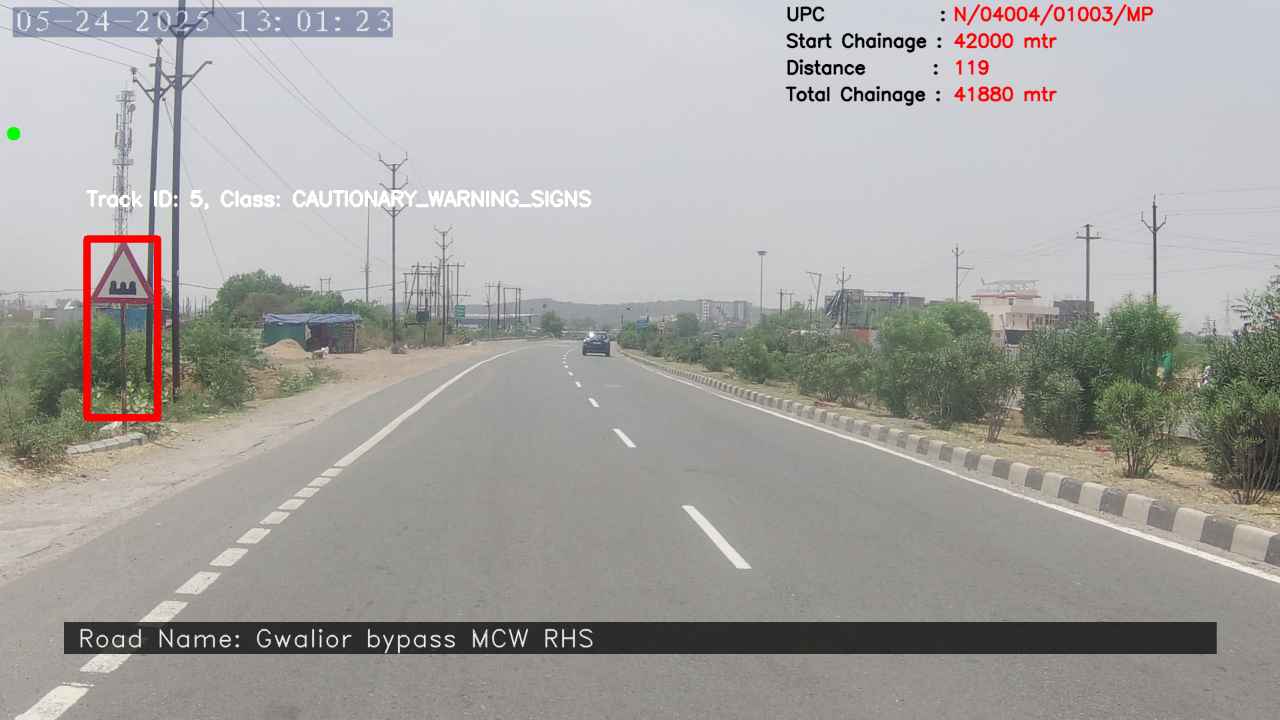 05-24-2025 13:01:23
UPC : N/04004/01003/MP
Start Chainage : 42000 mtr
Distance : 119
Total Chainage : 41880 mtr
Track ID: 5, Class: CAUTIONARY_WARNING_SIGNS
Road Name: Gwalior bypass MCW RHS